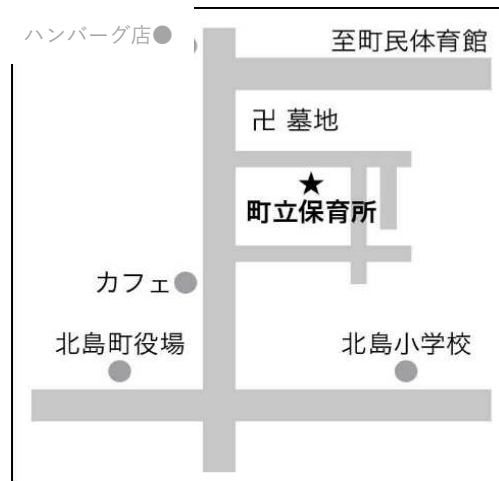 ハンバーグ店
至町民体育館
卍 墓地
町立保育所
カフェ
北島町役場
北島小学校